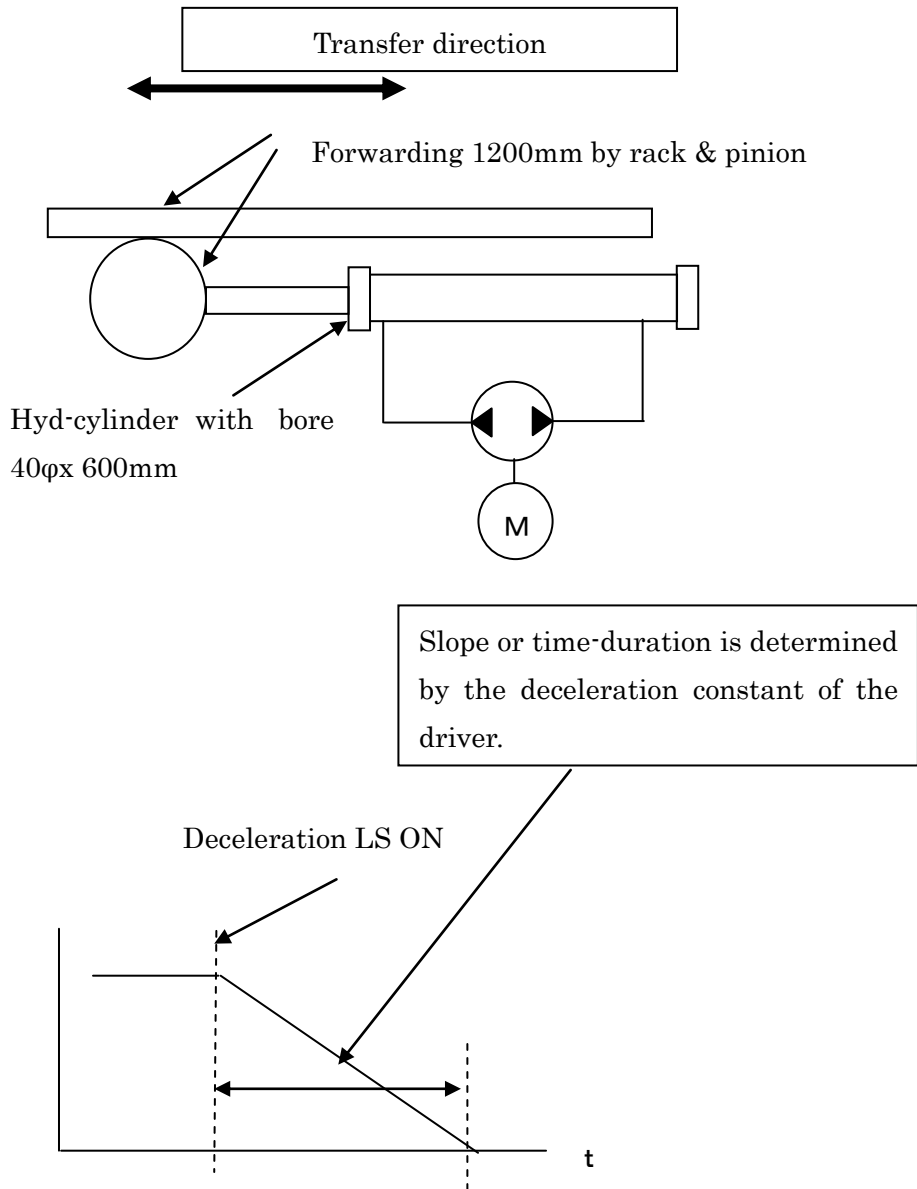 Transfer direction
Forwarding 1200mm by rack & pinion
Hyd-cylinder with bore
40φx 600mm
M
Slope or time-duration is determined
by the deceleration constant of the
driver.
Deceleration LS ON
t